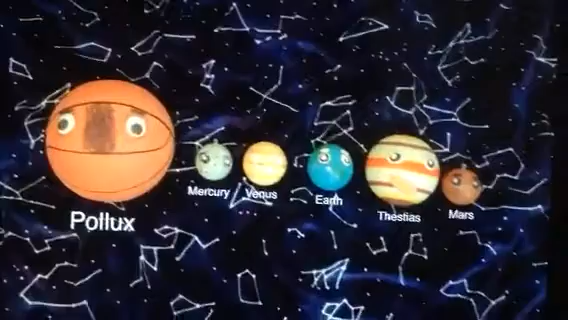 Pollux
Mercury
Venus
Earth
Thestias
Mars